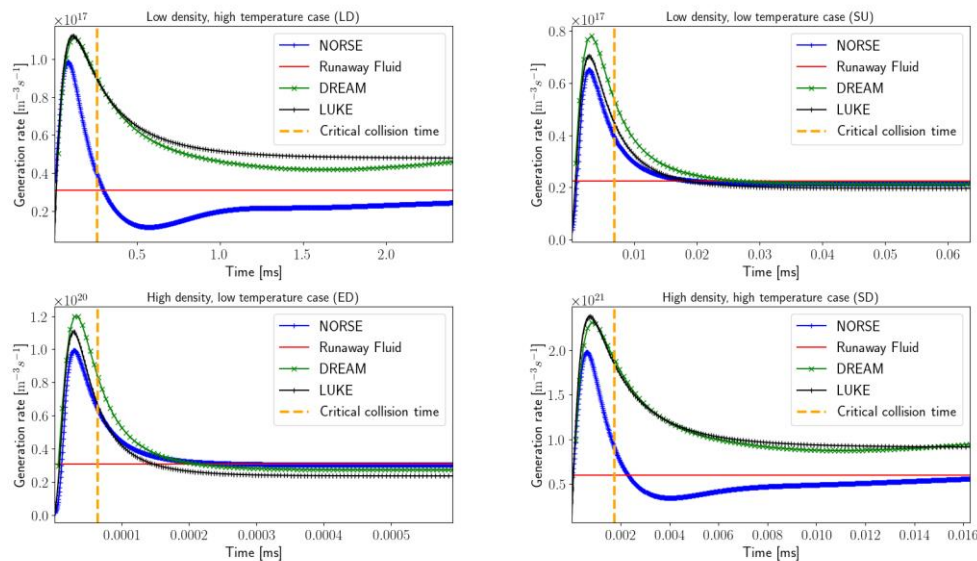 Low density, high temperature case (LD)
×10^17
Generation rate [m^-3 s^-1]
1.0
0.8
0.6
0.4
0.2
NORSE
Runaway Fluid
DREAM
LUKE
Critical collision time
0.5
1.0
1.5
2.0
Time [ms]
Low density, low temperature case (SU)
×10^17
Generation rate [m^-3 s^-1]
0.8
0.6
0.4
0.2
0.0
NORSE
Runaway Fluid
DREAM
LUKE
Critical collision time
0.01
0.02
0.03
0.04
0.05
0.06
Time [ms]
High density, low temperature case (ED)
×10^20
Generation rate [m^-3 s^-1]
1.2
1.0
0.8
0.6
0.4
0.2
0.0
NORSE
Runaway Fluid
DREAM
LUKE
Critical collision time
0.0001
0.0002
0.0003
0.0004
0.0005
Time [ms]
High density, high temperature case (SD)
×10^21
Generation rate [m^-3 s^-1]
2.0
1.5
1.0
0.5
NORSE
Runaway Fluid
DREAM
LUKE
Critical collision time
0.002
0.004
0.006
0.008
0.010
0.012
0.014
0.016
Time [ms]